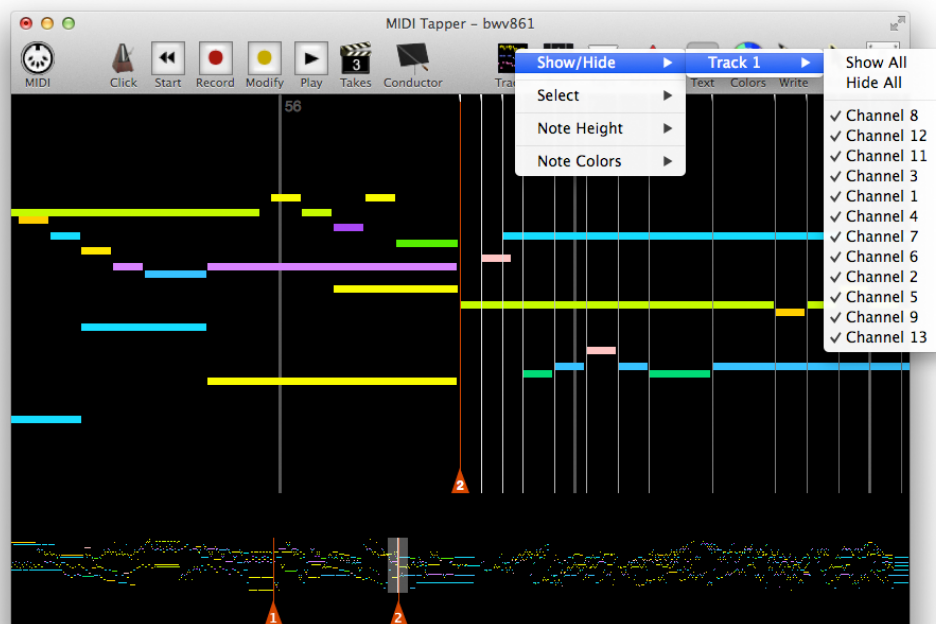 MIDI Tapper – bwv861
MIDI
Click
Start
Record
Modify
Play
3
Takes
Conductor
Text
Colors
Write
Show/Hide
Select
Note Height
Note Colors
Track 1
Show All
Hide All
✓ Channel 8
✓ Channel 12
✓ Channel 11
✓ Channel 3
✓ Channel 1
✓ Channel 4
✓ Channel 7
✓ Channel 6
✓ Channel 2
✓ Channel 5
✓ Channel 9
✓ Channel 13
56
2
1
2